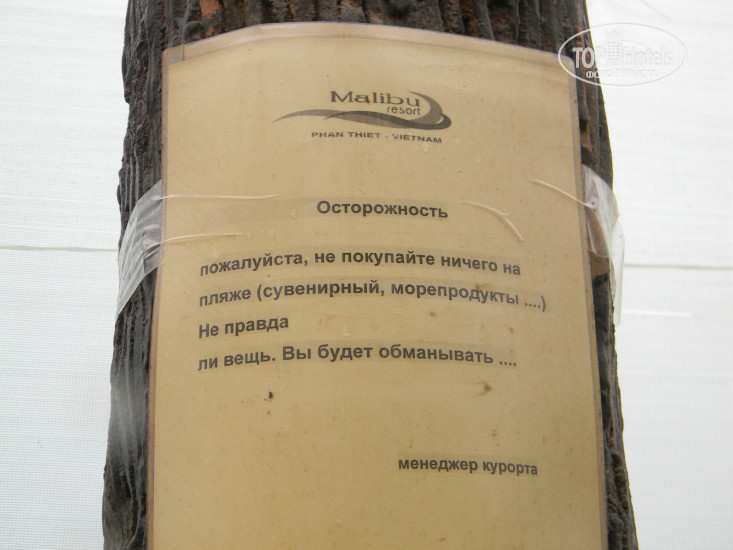 Malibu
resort
PHAN THIET - VIETNAM
Осторожность
пожалуйста, не покупайте ничего на
пляже (сувенирный, морепродукты ....)
Не правда
ли вещь. Вы будет обманывать ....
менеджер курорта
TOPHotels